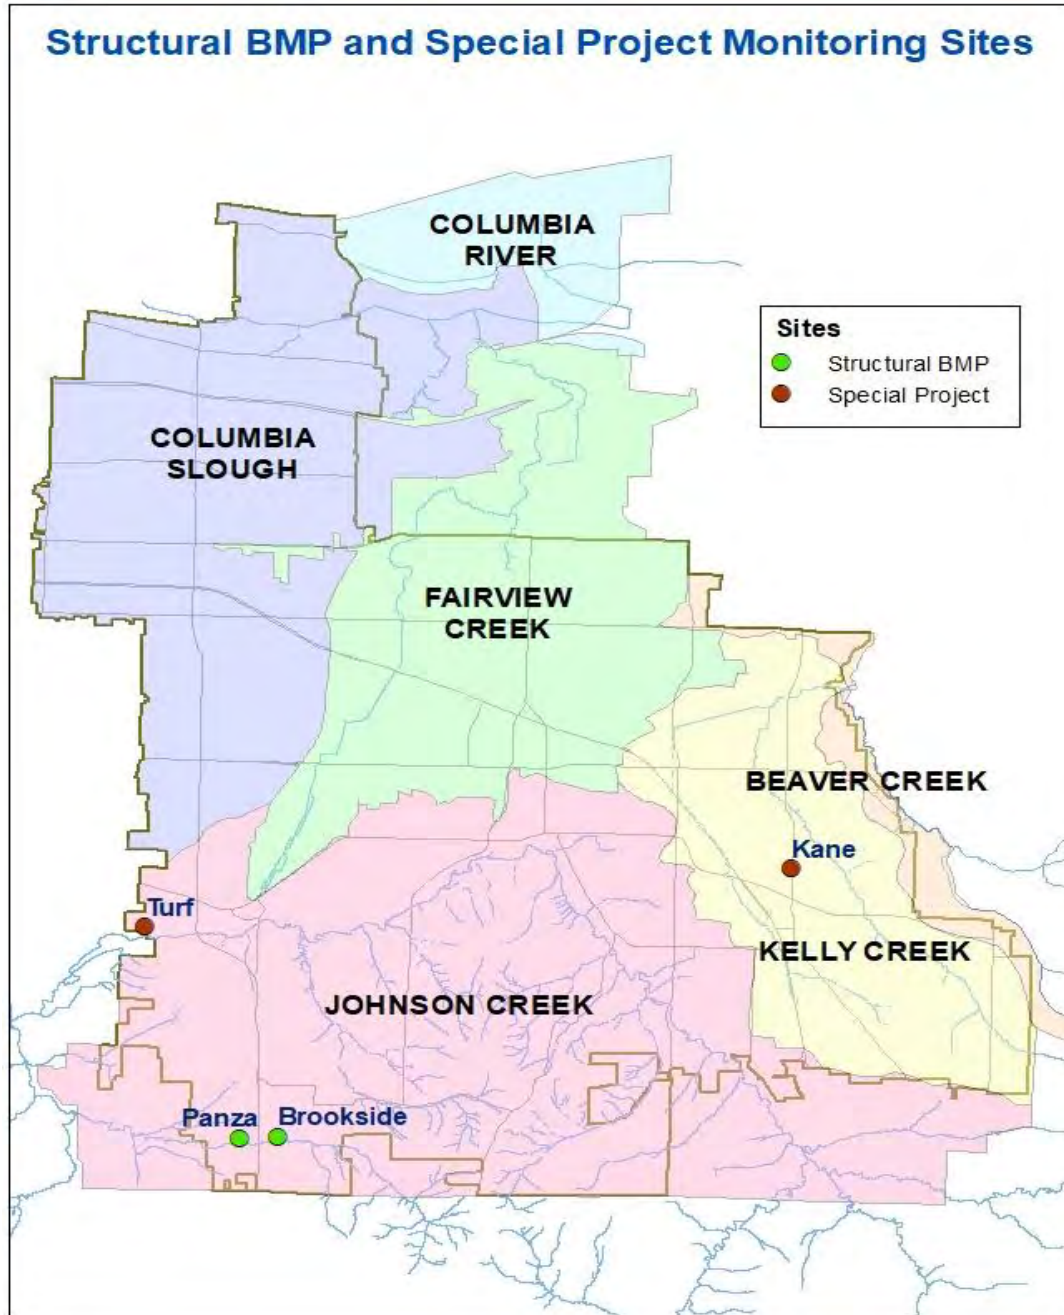 Structural BMP and Special Project Monitoring Sites
COLUMBIA
RIVER
Sites
Structural BMP
Special Project
COLUMBIA
SLOUGH
FAIRVIEW
CREEK
BEAVER CREEK
Kane
Turf
KELLY CREEK
JOHNSON CREEK
Panza
Brookside